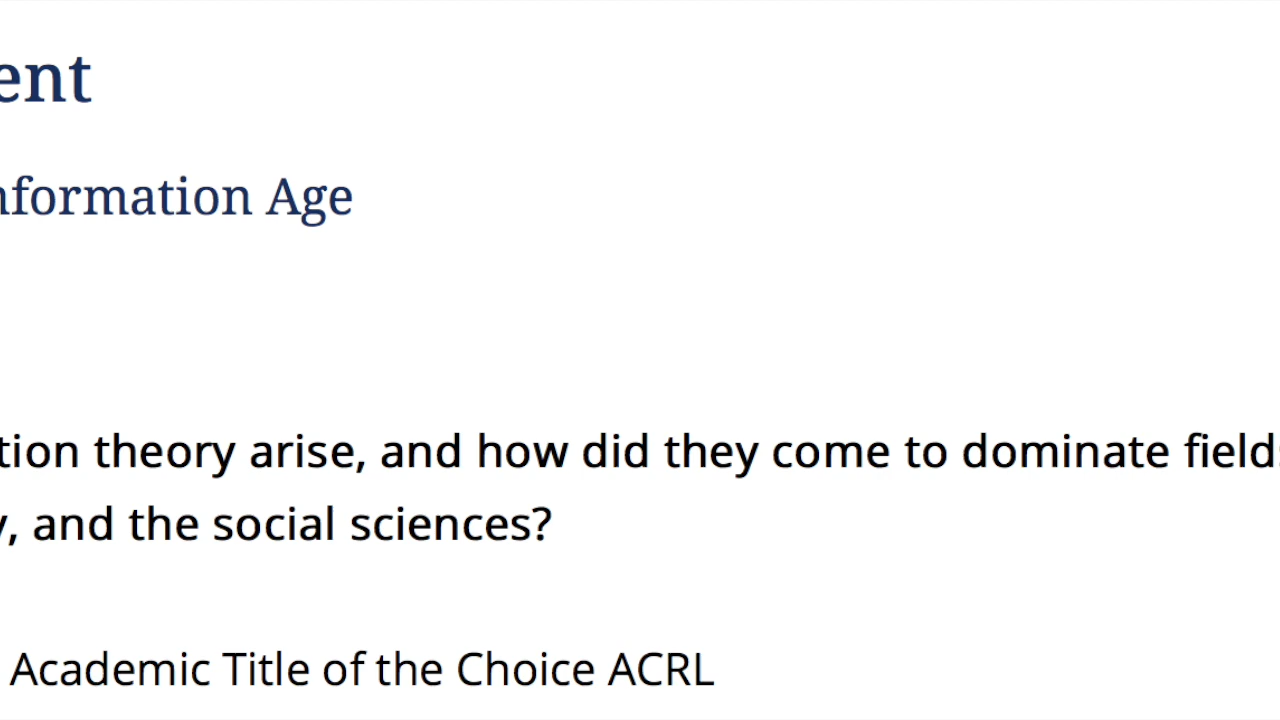 ent
nformation Age
tion theory arise, and how did they come to dominate field
, and the social sciences?
Academic Title of the Choice ACRL